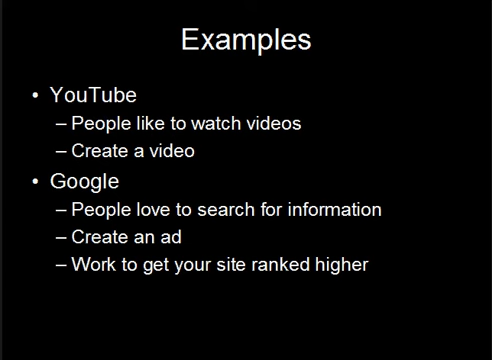 Examples
• YouTube
– People like to watch videos
– Create a video
• Google
– People love to search for information
– Create an ad
– Work to get your site ranked higher